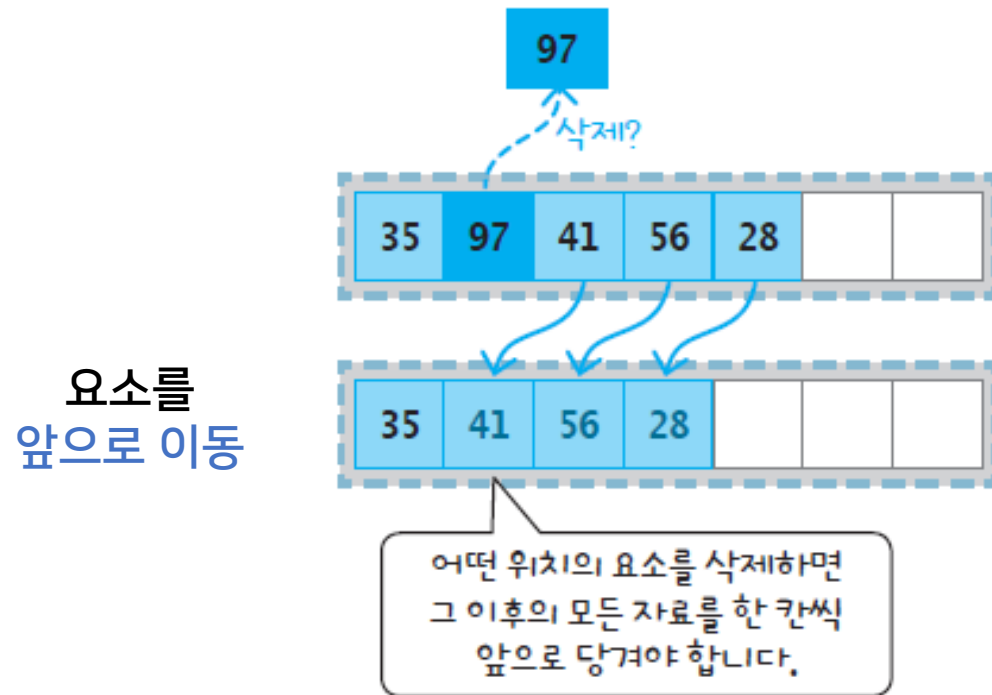 97
삭제?
35 97 41 56 28
요소를
앞으로 이동
35 41 56 28
어떤 위치의 요소를 삭제하면
그 이후의 모든 자료를 한 칸씩
앞으로 당겨야 합니다.